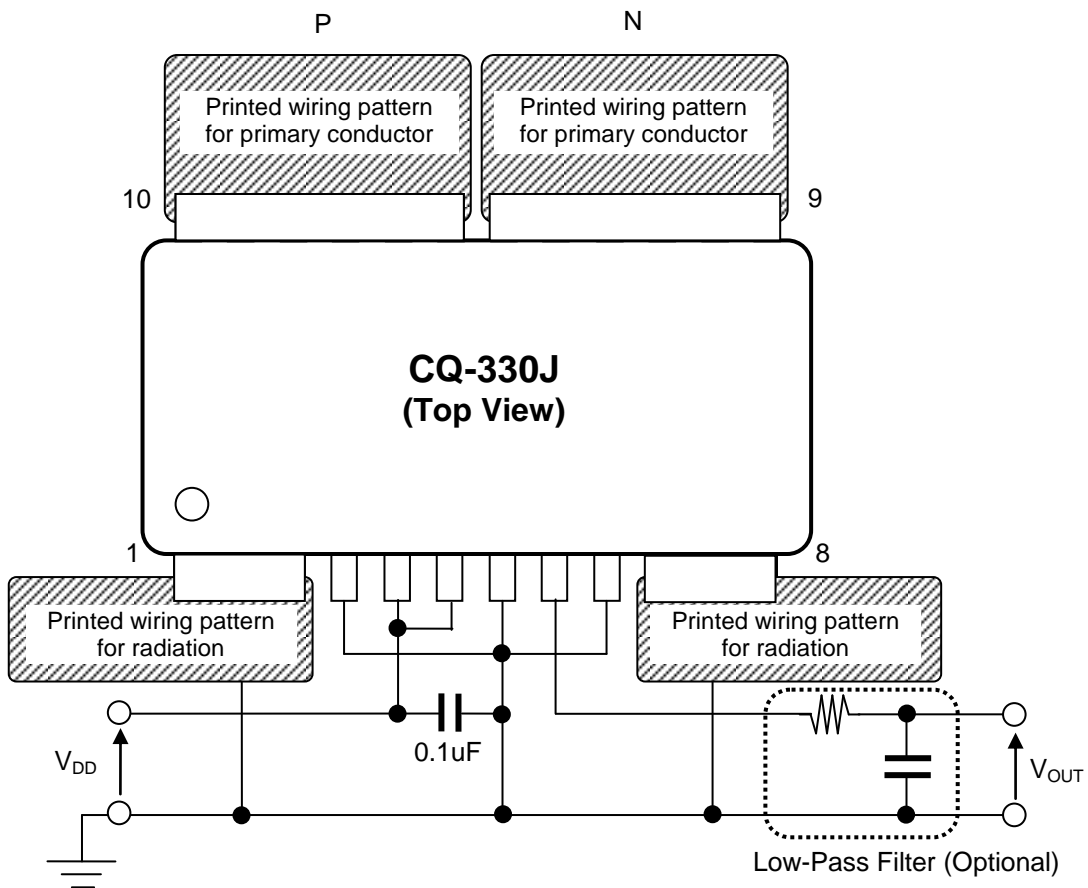 P
N
Printed wiring pattern
for primary conductor
Printed wiring pattern
for primary conductor
10
9
CQ-330J
(Top View)
1
8
Printed wiring pattern
for radiation
Printed wiring pattern
for radiation
0.1uF
VDD
VOUT
Low-Pass Filter (Optional)